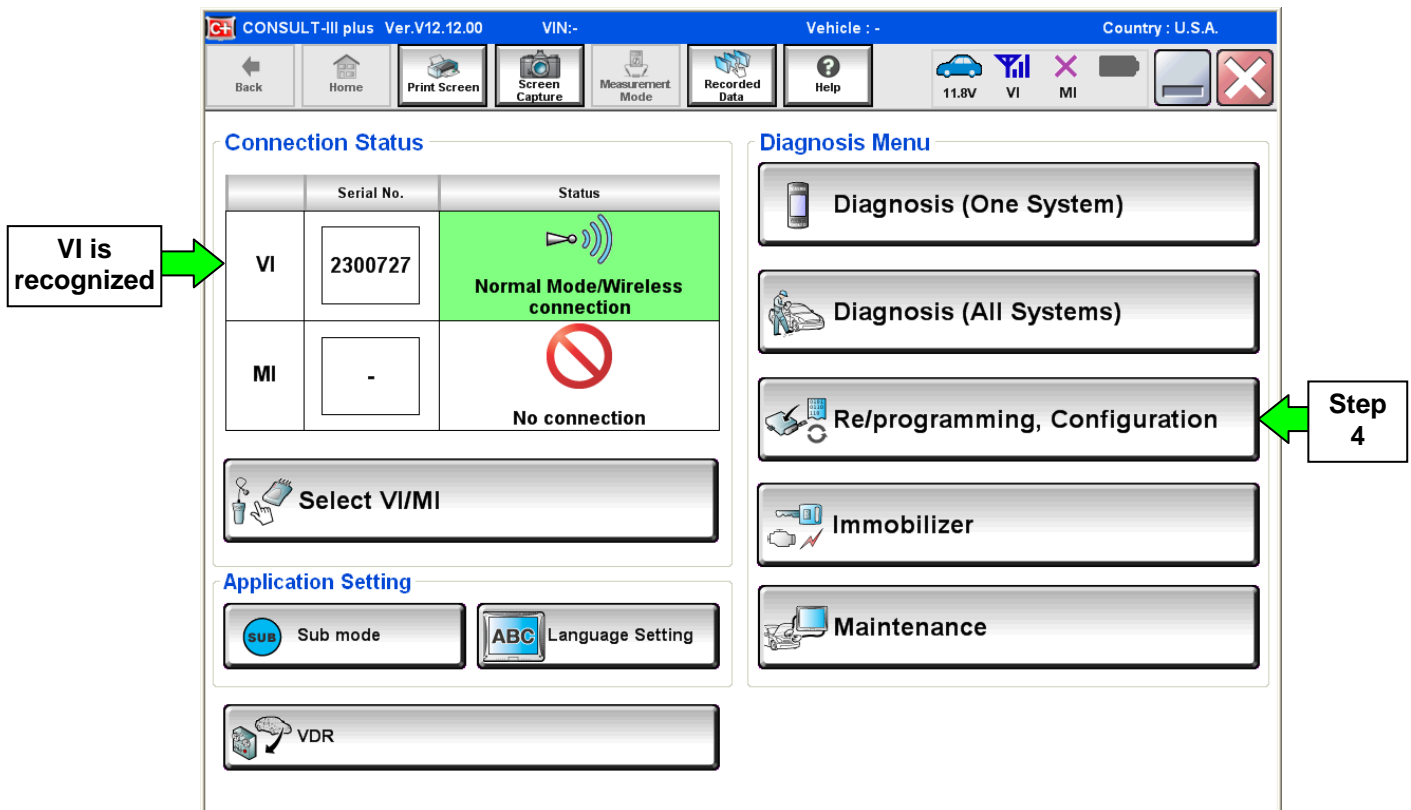 CONSULT-III plus Ver.V12.12.00 VIN:- Vehicle : - Country : U.S.A.
Back
Home
Print Screen
Screen
Capture
Measurement
Mode
Recorded
Data
Help
11.8V VI MI
Connection Status
Serial No. Status
VI 2300727
Normal Mode/Wireless
connection
MI -
No connection
VI is
recognized
Select VI/MI
Application Setting
SUB Sub mode
ABC Language Setting
VDR
Diagnosis Menu
Diagnosis (One System)
Diagnosis (All Systems)
Re/programming, Configuration
Step
4
Immobilizer
Maintenance